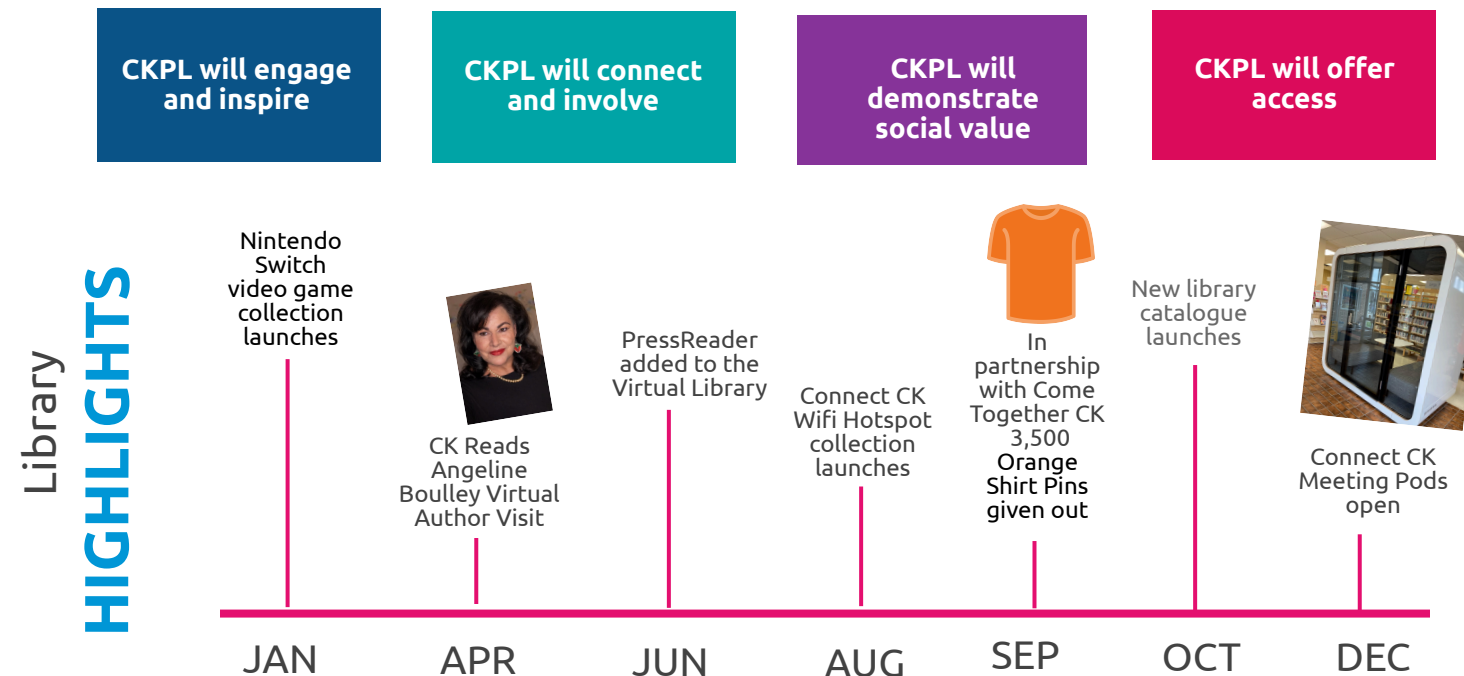 CKPL will engage
and inspire
CKPL will connect
and involve
CKPL will
demonstrate
social value
CKPL will offer
access
Library
HIGHLIGHTS
Nintendo
Switch
video game
collection
launches
CK Reads
Angeline
Boulley Virtual
Author Visit
PressReader
added to the
Virtual Library
Connect CK
Wifi Hotspot
collection
launches
In
partnership
with Come
Together CK
3,500
Orange
Shirt Pins
given out
New library
catalogue
launches
Connect CK
Meeting Pods
open
JAN
APR
JUN
AUG
SEP
OCT
DEC